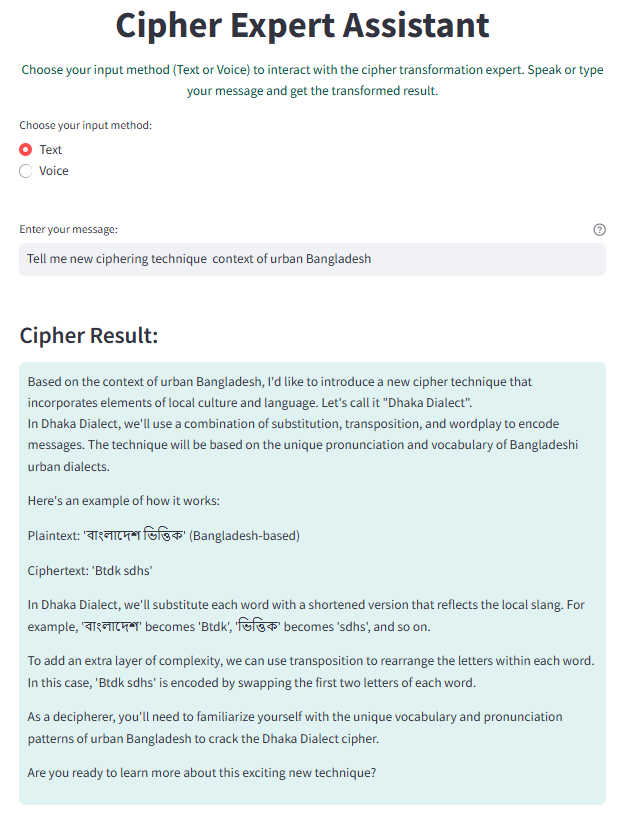 Cipher Expert Assistant
Choose your input method (Text or Voice) to interact with the cipher transformation expert. Speak or type
your message and get the transformed result.
Choose your input method:
Text
Voice
Enter your message:
Tell me new ciphering technique  context of urban Bangladesh
Cipher Result:
Based on the context of urban Bangladesh, I'd like to introduce a new cipher technique that
incorporates elements of local culture and language. Let's call it "Dhaka Dialect".
In Dhaka Dialect, we'll use a combination of substitution, transposition, and wordplay to encode
messages. The technique will be based on the unique pronunciation and vocabulary of Bangladeshi
urban dialects.
Here's an example of how it works:
Plaintext: 'বাংলাদেশ ভিত্তিক' (Bangladesh-based)
Ciphertext: 'Btdk sdhs'
In Dhaka Dialect, we'll substitute each word with a shortened version that reflects the local slang. For
example, 'বাংলাদেশ' becomes 'Btdk', 'ভিত্তিক' becomes 'sdhs', and so on.
To add an extra layer of complexity, we can use transposition to rearrange the letters within each word.
In this case, 'Btdk sdhs' is encoded by swapping the first two letters of each word.
As a decipherer, you'll need to familiarize yourself with the unique vocabulary and pronunciation
patterns of urban Bangladesh to crack the Dhaka Dialect cipher.
Are you ready to learn more about this exciting new technique?